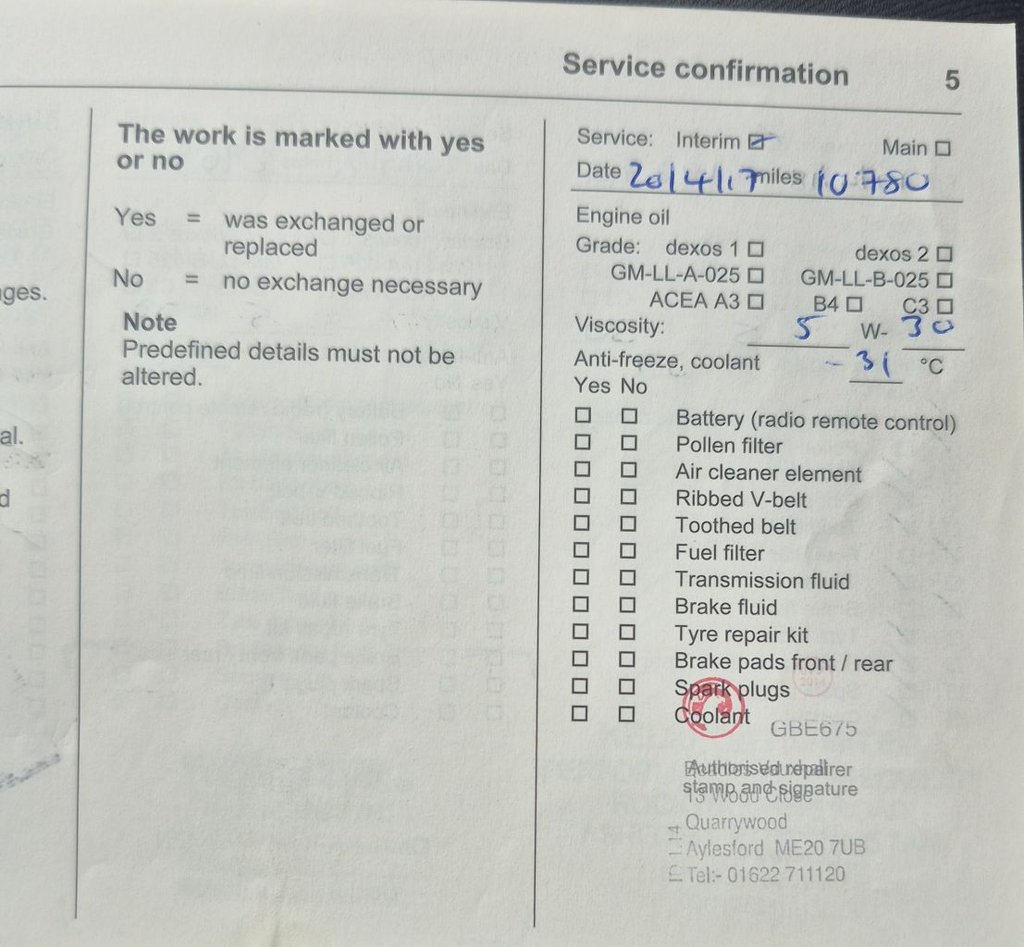 Service confirmation 5
ges.
al.
d
The work is marked with yes
or no
Yes = was exchanged or
replaced
No = no exchange necessary
Note
Predefined details must not be
altered.
Service: Interim Main
Date 20/4/17 miles 10780
Engine oil
Grade: dexos 1 dexos 2
GM-LL-A-025 GM-LL-B-025
ACEA A3 B4 C3
Viscosity: 5 W- 30
Anti-freeze, coolant - 31 °C
Yes No
Battery (radio remote control)
Pollen filter
Air cleaner element
Ribbed V-belt
Toothed belt
Fuel filter
Transmission fluid
Brake fluid
Tyre repair kit
Brake pads front / rear
Spark plugs
Coolant
GBE675
Authorised repairer
stamp and signature
Quarrywood
Aylesford ME20 7UB
Tel:- 01622 711120